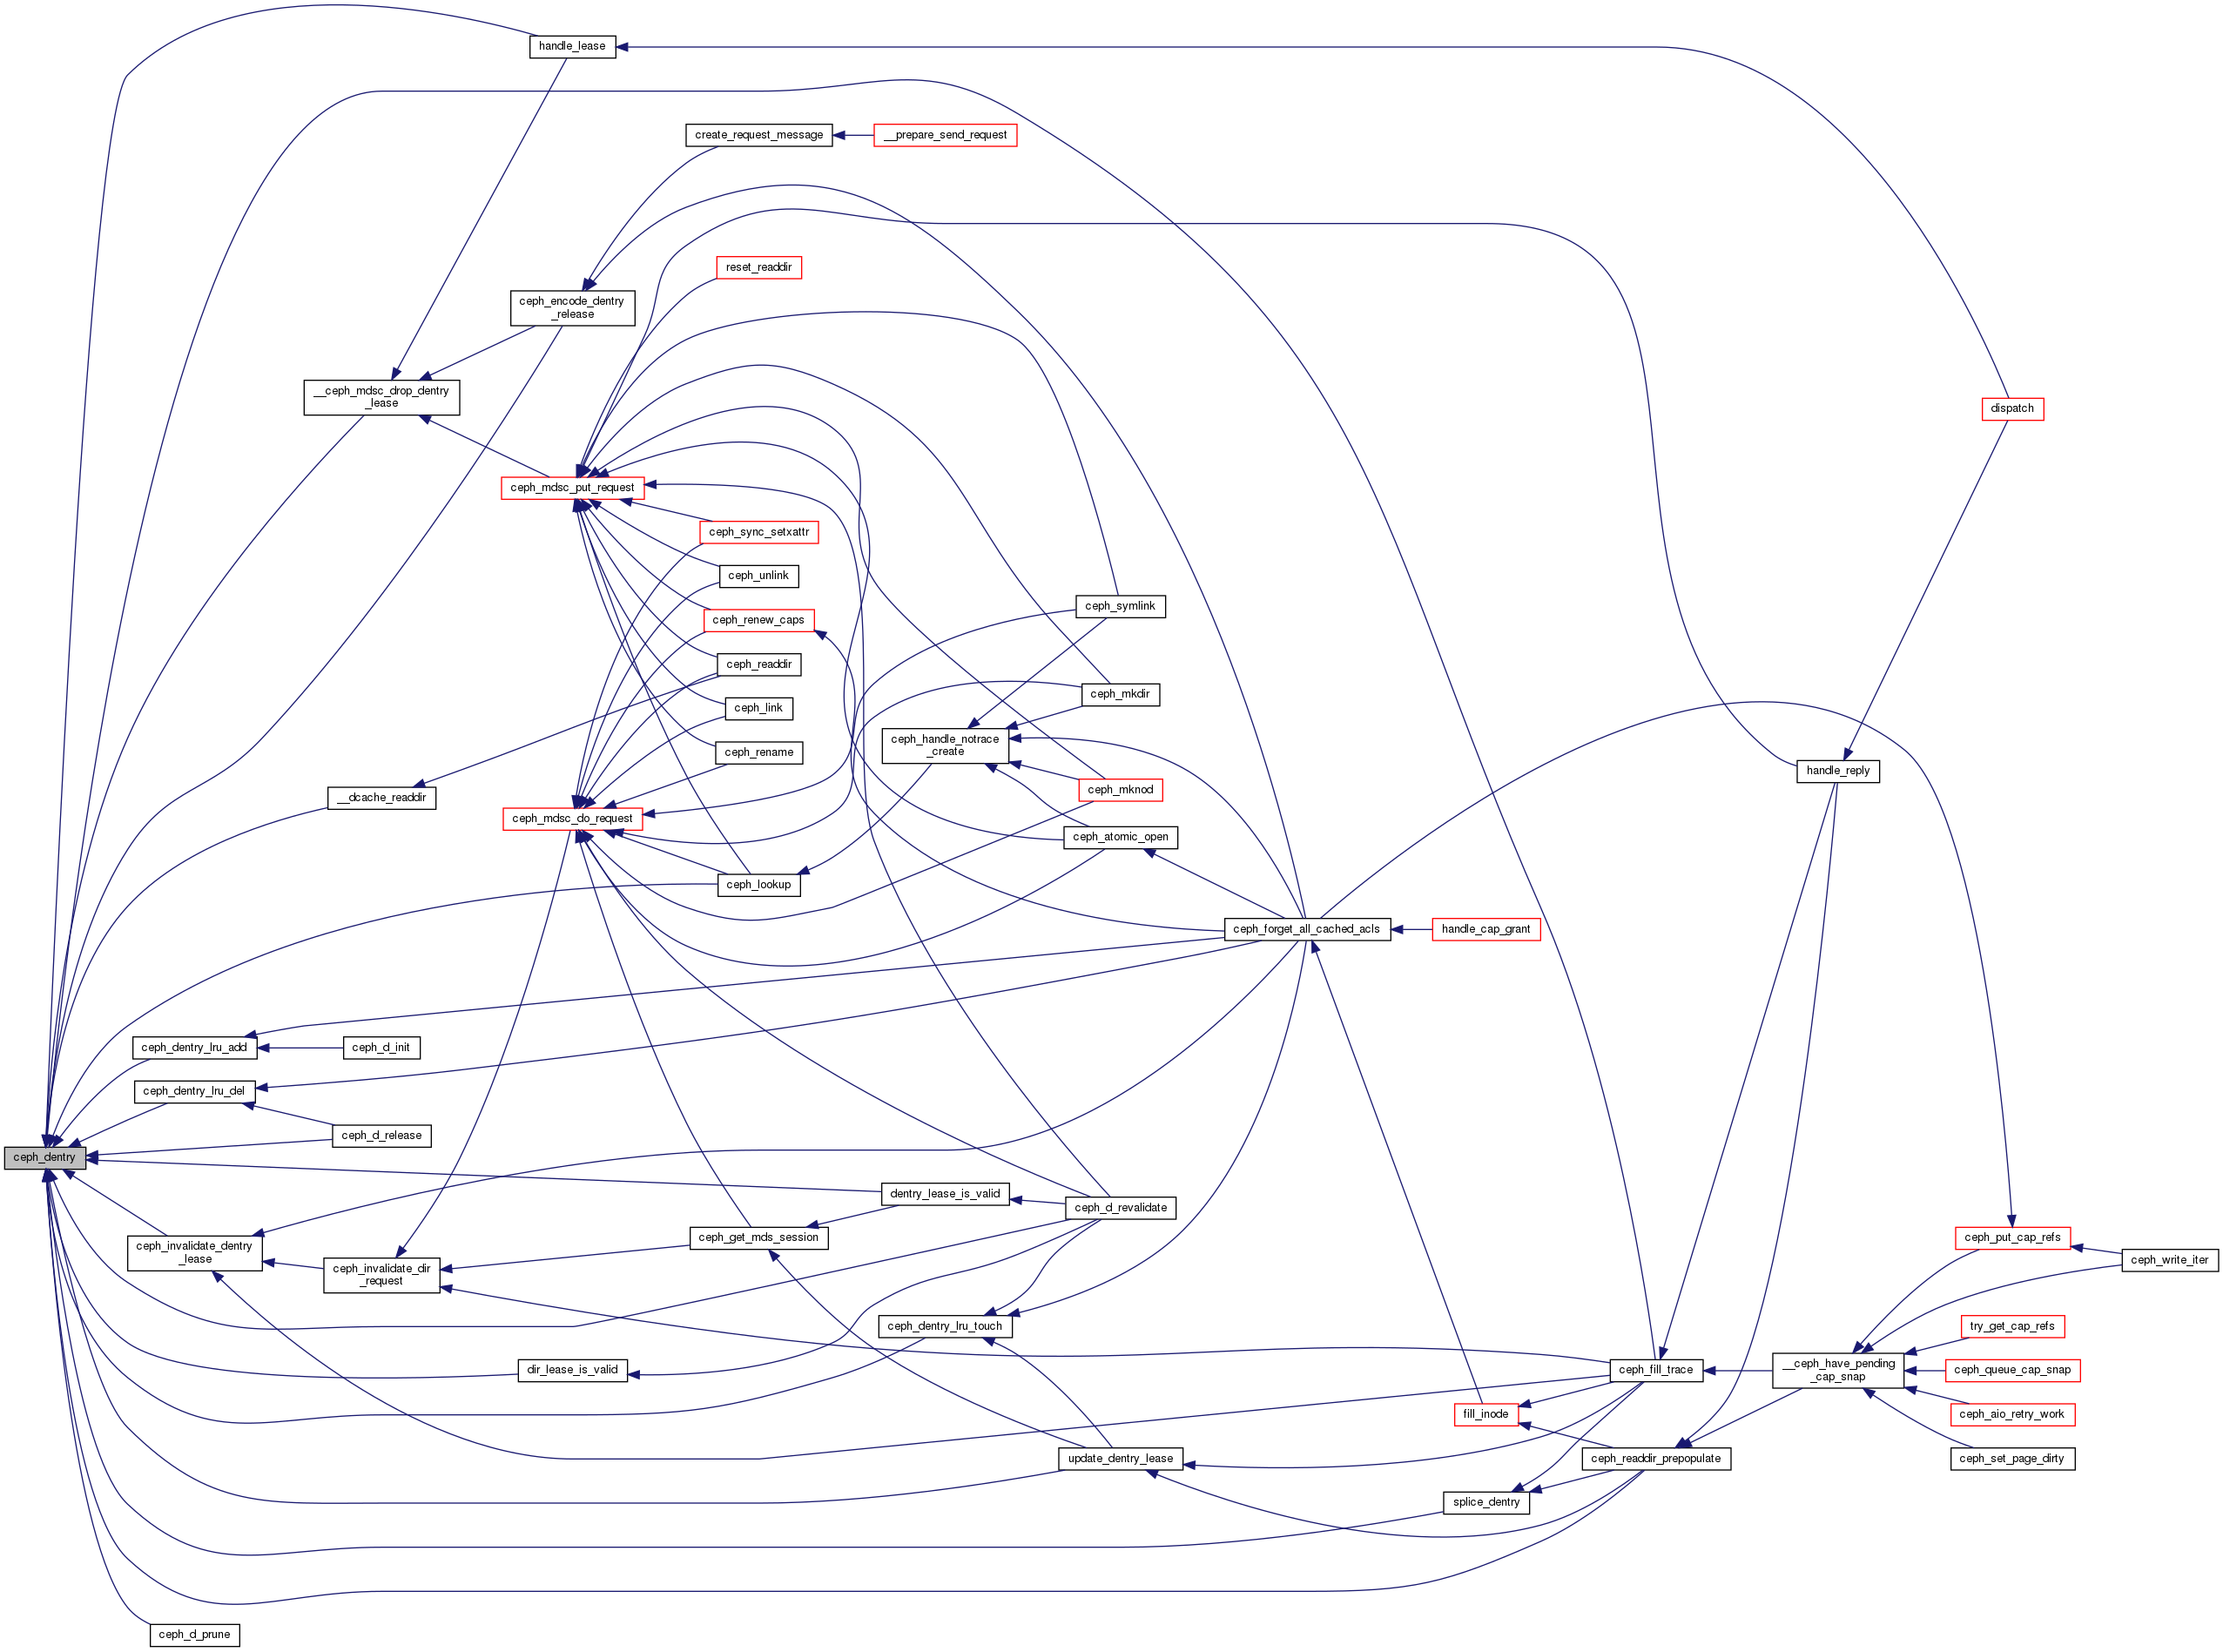 handle_lease
create_request_message
__prepare_send_request
reset_readdir
ceph_encode_dentry
_release
__ceph_mdsc_drop_dentry
_lease
dispatch
ceph_mdsc_put_request
ceph_sync_setxattr
ceph_unlink
ceph_symlink
ceph_renew_caps
ceph_readdir
ceph_mkdir
ceph_link
ceph_handle_notrace
_create
ceph_rename
handle_reply
__dcache_readdir
ceph_mknod
ceph_mdsc_do_request
ceph_atomic_open
ceph_lookup
ceph_forget_all_cached_acls
handle_cap_grant
ceph_dentry_lru_add
ceph_d_init
ceph_dentry_lru_del
ceph_d_release
ceph_dentry
dentry_lease_is_valid
ceph_d_revalidate
ceph_get_mds_session
ceph_put_cap_refs
ceph_invalidate_dentry
_lease
ceph_write_iter
ceph_invalidate_dir
_request
ceph_dentry_lru_touch
try_get_cap_refs
dir_lease_is_valid
ceph_fill_trace
__ceph_have_pending
_cap_snap
ceph_queue_cap_snap
fill_inode
ceph_aio_retry_work
update_dentry_lease
ceph_readdir_prepopulate
ceph_set_page_dirty
splice_dentry
ceph_d_prune